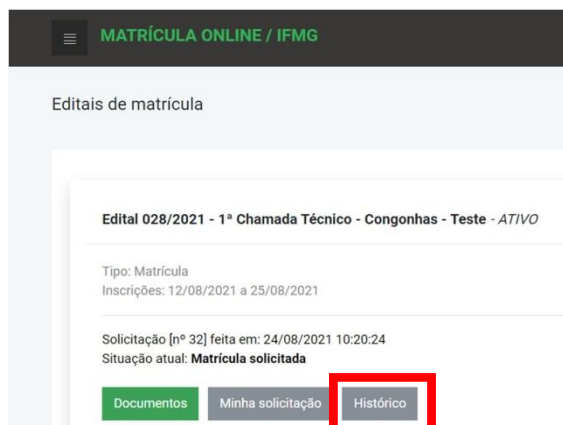 MATRÍCULA ONLINE / IFMG
Editais de matrícula
Edital 028/2021 - 1ª Chamada Técnico - Congonhas - Teste - ATIVO
Tipo: Matrícula
Inscrições: 12/08/2021 a 25/08/2021
Solicitação [nº 32] feita em: 24/08/2021 10:20:24
Situação atual: Matrícula solicitada
Documentos Minha solicitação Histórico